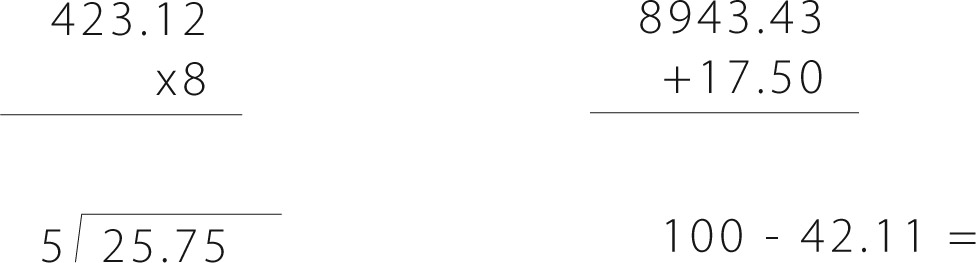 423.12
x8
8943.43
+17.50
5 25.75
100 - 42.11 =